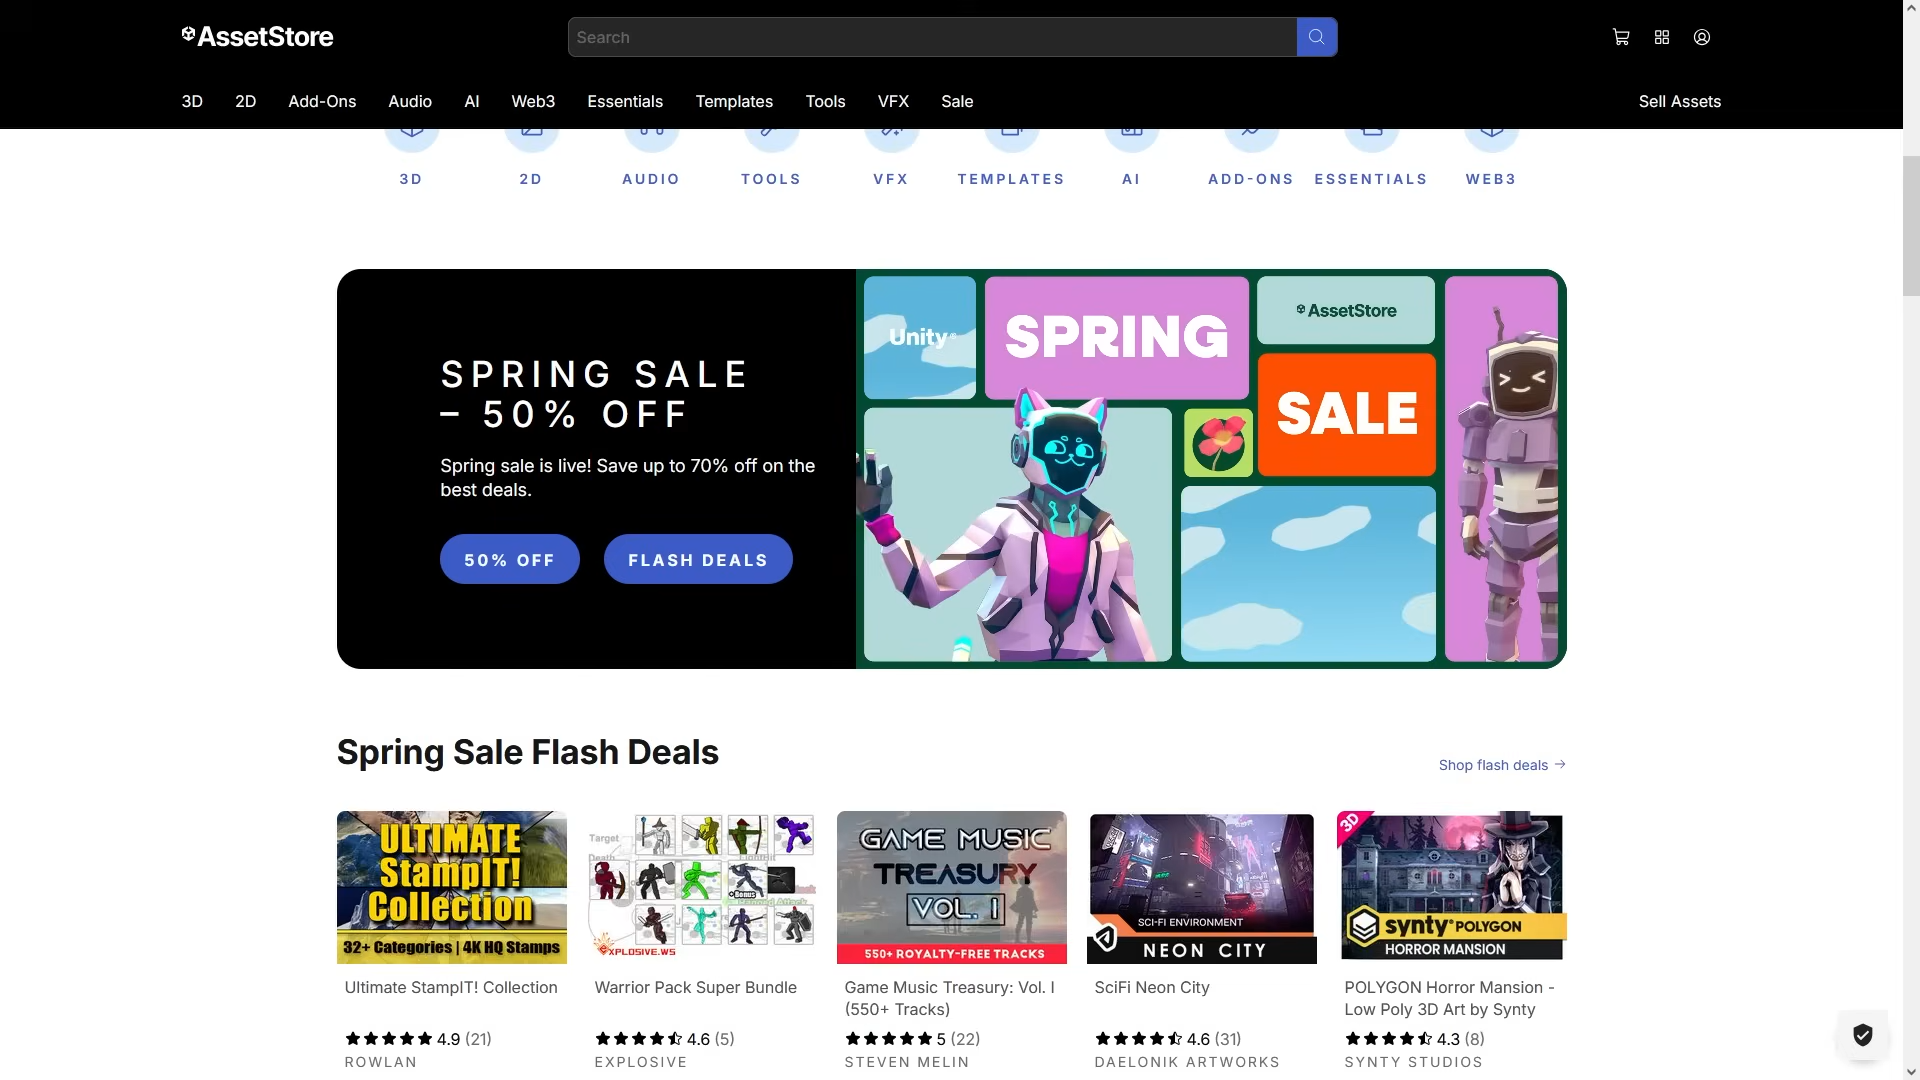 AssetStore
Search
3D
2D
Add-Ons
Audio
AI
Web3
Essentials
Templates
Tools
VFX
Sale
Sell Assets
3D
2D
AUDIO
TOOLS
VFX
TEMPLATES
AI
ADD-ONS
ESSENTIALS
WEB3
SPRING SALE
– 50% OFF
Spring sale is live! Save up to 70% off on the
best deals.
50% OFF
FLASH DEALS
Unity
SPRING
AssetStore
SALE
Spring Sale Flash Deals
Shop flash deals →
ULTIMATE
StampIT!
Collection
32+ Categories | 4K HQ Stamps
Ultimate StampIT! Collection
4.9 (21)
ROWLAN
Target
Death
+Bonus
EXPLOSIVE.WS
Warrior Pack Super Bundle
4.6 (5)
EXPLOSIVE
GAME MUSIC
TREASURY
VOL. I
550+ ROYALTY-FREE TRACKS
Game Music Treasury: Vol. I
(550+ Tracks)
5 (22)
STEVEN MELIN
SCI-FI ENVIRONMENT
NEON CITY
SciFi Neon City
4.6 (31)
DAELONIK ARTWORKS
3D
synty POLYGON
HORROR MANSION
POLYGON Horror Mansion -
Low Poly 3D Art by Synty
4.3 (8)
SYNTY STUDIOS